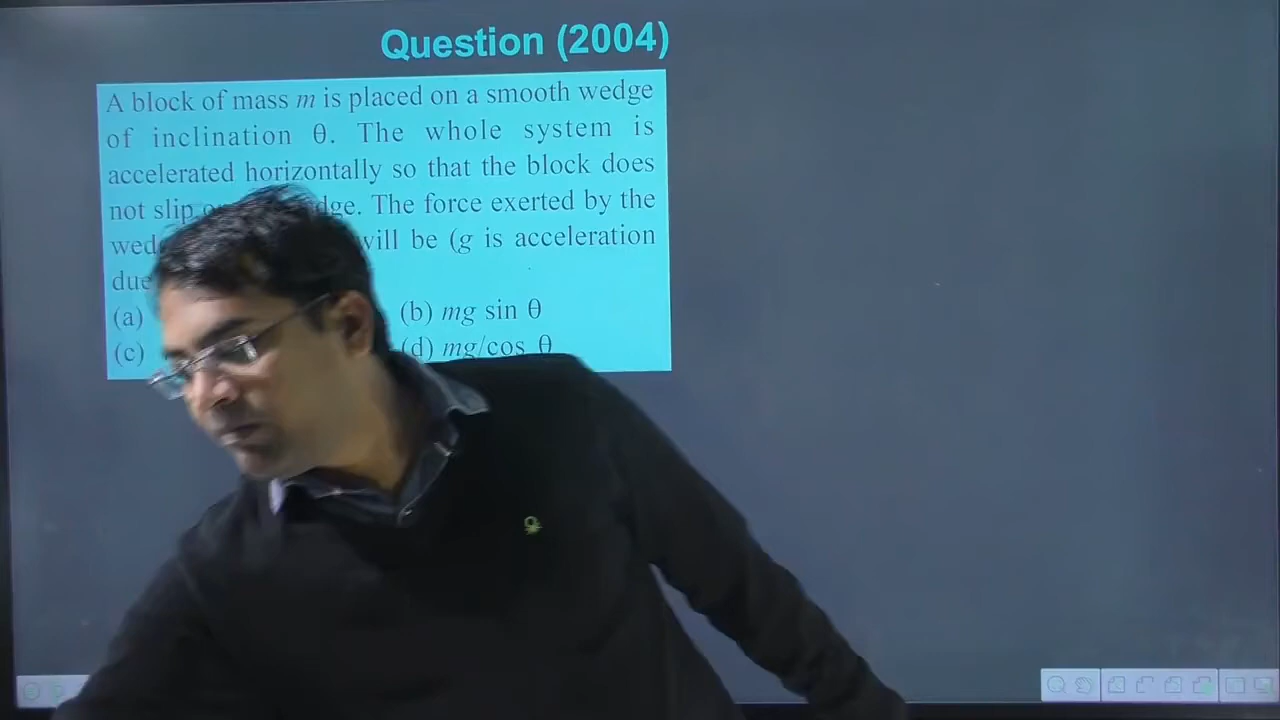 Question (2004)
A block of mass m is placed on a smooth wedge
of inclination θ. The whole system is
accelerated horizontally so that the block does
not slip dge. The force exerted by the
wed will be (g is acceleration
due
(a) (b) mg sin θ
(c) (d) mg/cos θ